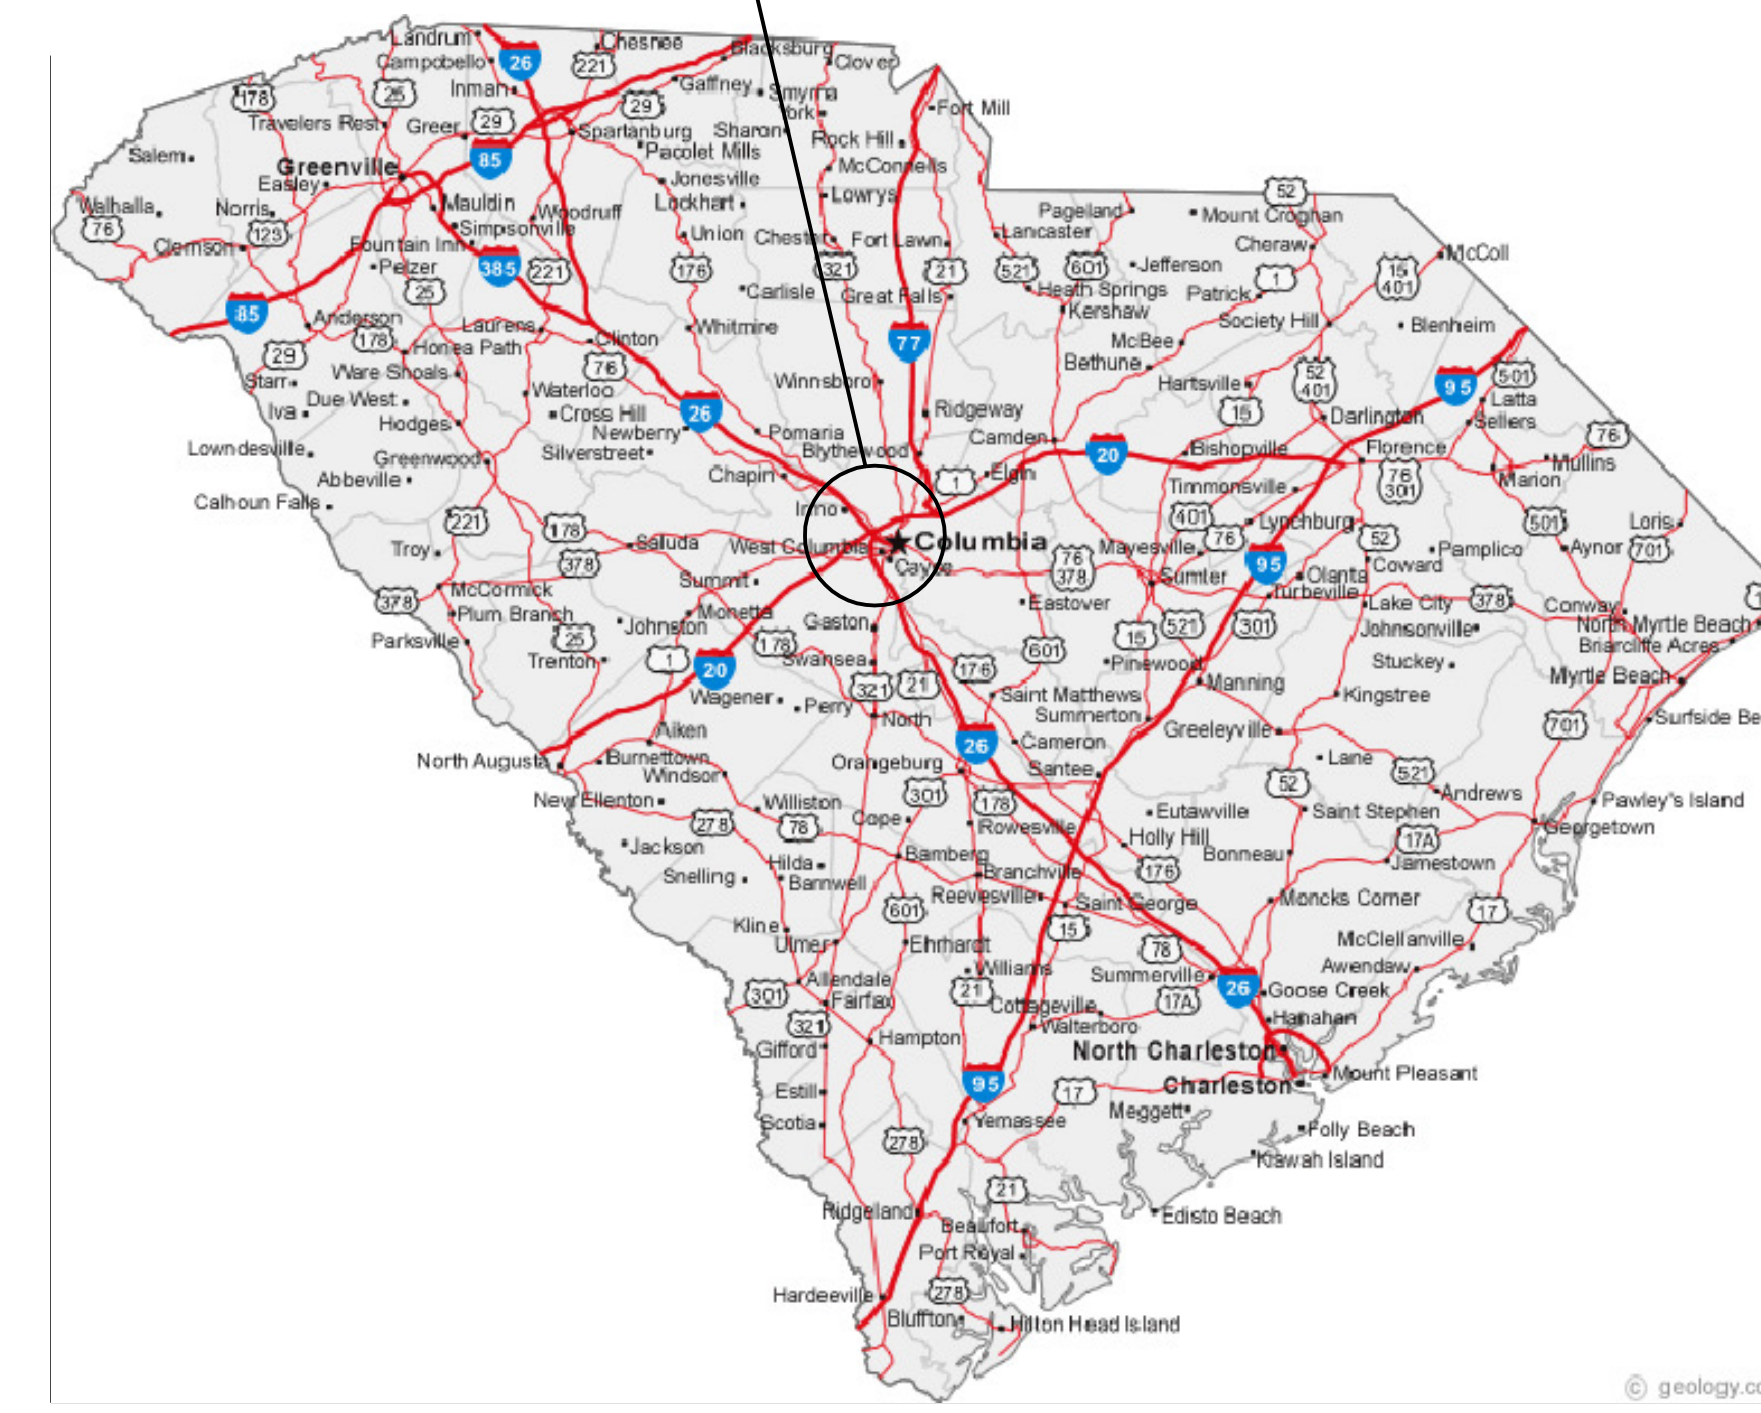 Landrum
Chesnee
Blacksburg
Campobello
26
221
Clover
Inman
Gaffney
Smyrna
178
25
29
York
Fort Mill
Travelers Rest
Greer
29
Spartanburg
Sharon
Rock Hill
Salem
85
Pacolet Mills
McConnells
Greenville
Easley
Jonesville
Lowrys
52
Walhalla
Norris
Mauldin
Woodruff
Lockhart
Pageland
Mount Croghan
76
123
Simpsonville
Union
Chester
Fort Lawn
Lancaster
Cheraw
Clemson
Fountain Inn
McColl
Pelzer
385
221
176
321
21
521
601
Jefferson
1
15
401
25
Carlisle
Great Falls
Heath Springs
Patrick
85
Anderson
Laurens
Whitmire
Kershaw
Society Hill
Blenheim
178
Honea Path
Clinton
77
McBee
29
76
Bethune
Starr
Ware Shoals
Winnsboro
Hartsville
52
401
95
501
Iva
Due West
Waterloo
26
15
Latta
Hodges
Cross Hill
Ridgeway
Darlington
Sellers
Newberry
Pomaria
Camden
76
Lowndesville
Silverstreet
Blythewood
20
Bishopville
Florence
Greenwood
Chapin
1
Elgin
Mullins
Abbeville
Timmonsville
76
301
Marion
Calhoun Falls
Irmo
221
178
401
Lynchburg
501
Loris
Troy
Saluda
West Columbia
Columbia
76
52
Pamplico
Aynor
701
378
Cayce
76
378
Mayesville
95
Coward
Summit
Sumter
Olanta
378
McCormick
Turbeville
Plum Branch
Monetta
Eastover
Lake City
378
Conway
Johnston
Gaston
521
301
North Myrtle Beach
Parksville
25
178
15
Johnsonville
Briarcliffe Acres
Trenton
1
20
Swansea
176
601
Pinewood
Stuckey
Myrtle Beach
Wagener
Perry
321
21
Saint Matthews
Manning
Kingstree
North
Summerton
Surfside Be
Aiken
26
Cameron
Greeleyville
701
North Augusta
Burnettown
Orangeburg
Lane
Windsor
Santee
52
521
New Ellenton
Williston
301
178
Andrews
Pawley's Island
278
78
Cope
Eutawville
Saint Stephen
Rowesville
Holly Hill
17A
Georgetown
Jackson
Bamberg
Bonneau
Hilda
Jamestown
Snelling
Barnwell
Branchville
176
Reevesville
Saint George
Moncks Corner
601
17
Kline
15
Ulmer
Ehrhardt
78
McClellanville
Williams
Summerville
Awendaw
301
Allendale
21
26
Goose Creek
Fairfax
Cottageville
17A
321
Walterboro
Hanahan
Hampton
Gifford
North Charleston
95
Mount Pleasant
Estill
17
Charleston
Meggett
Scotia
Yemassee
Folly Beach
278
Kiawah Island
21
Ridgeland
Beaufort
Edisto Beach
Port Royal
278
Hardeeville
Bluffton
Hilton Head Island
© geology.co